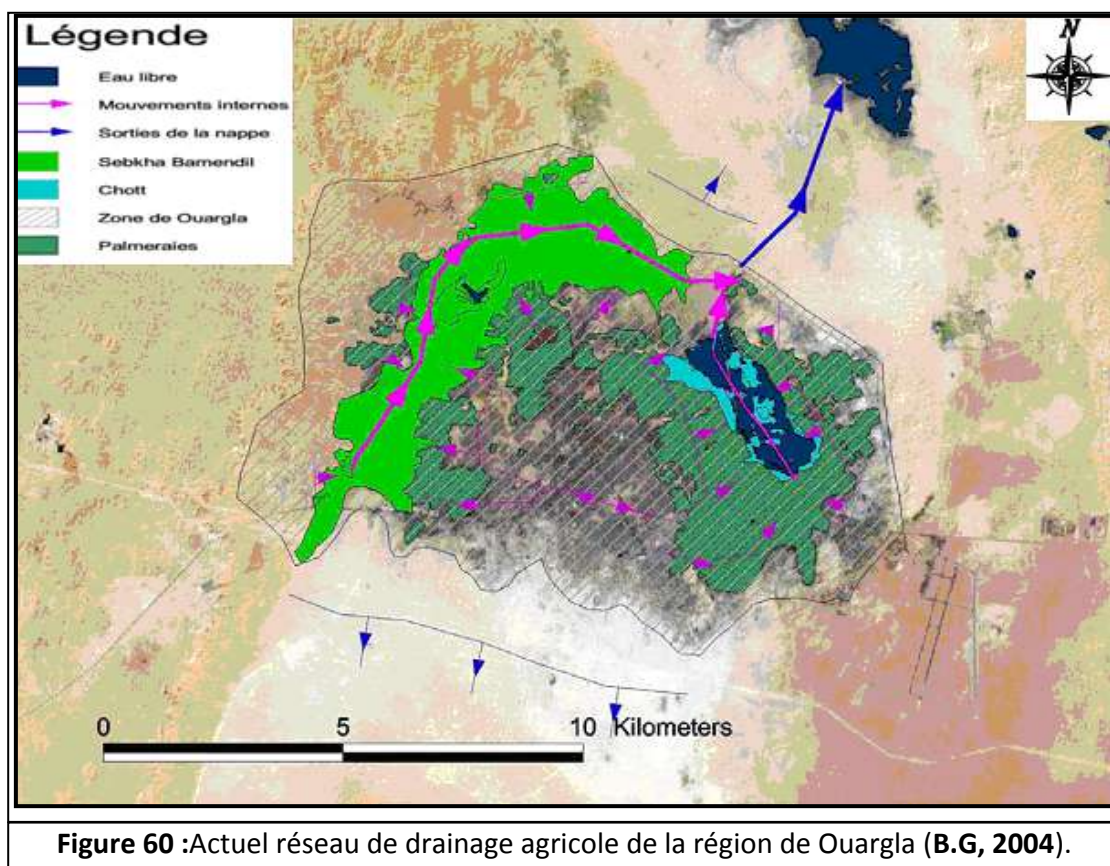 Légende
Eau libre
Mouvements internes
Sorties de la nappe
Sebkha Bamendil
Chott
Zone de Ouargla
Palmeraies
N
0 5 10 Kilometers
Figure 60 :Actuel réseau de drainage agricole de la région de Ouargla (B.G, 2004).